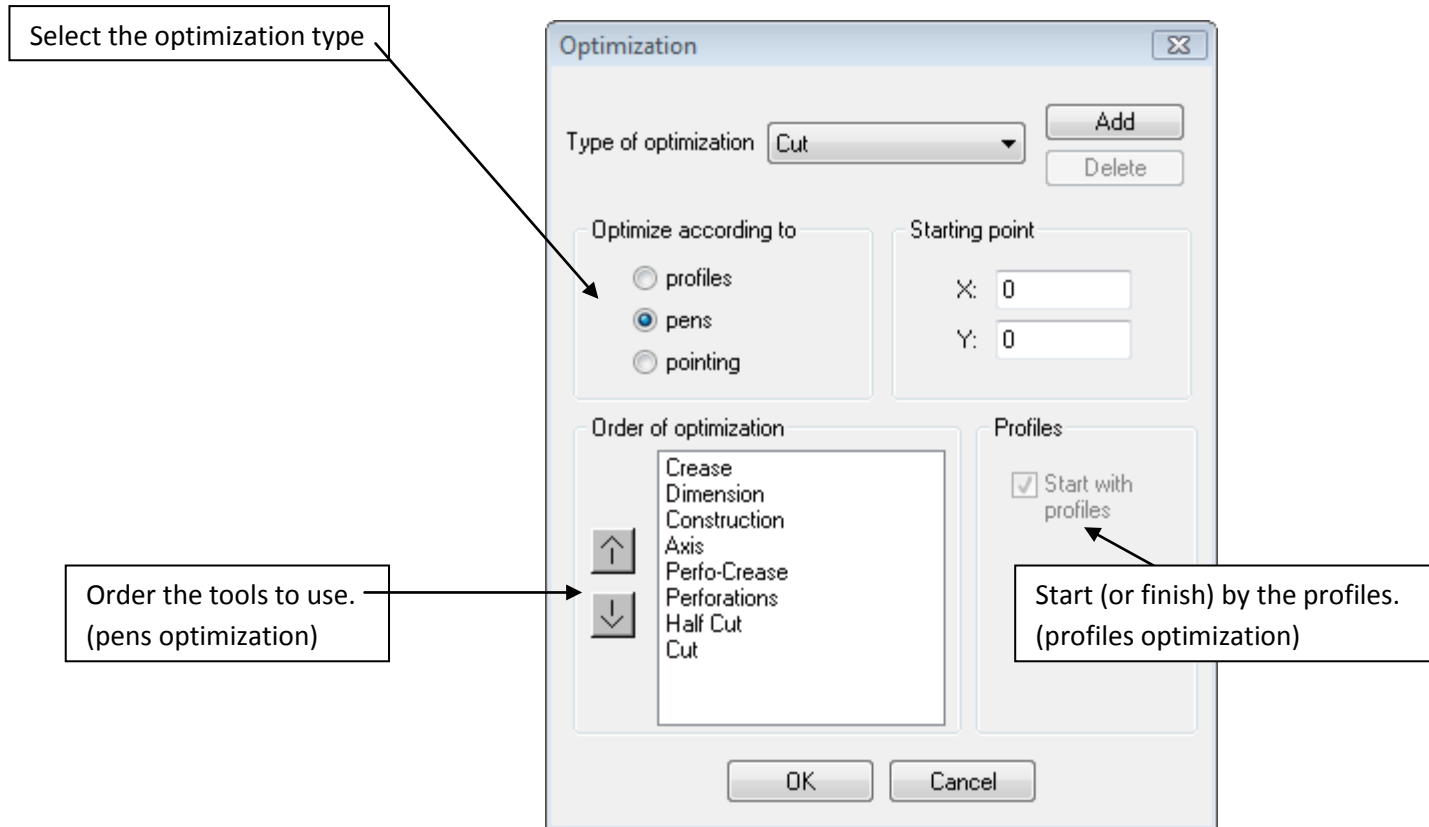 Select the optimization type
Optimization
Type of optimization
Cut
Add
Delete
Optimize according to
profiles
pens
pointing
Starting point
X: 0
Y: 0
Order of optimization
Crease
Dimension
Construction
Axis
Perfo-Crease
Perforations
Half Cut
Cut
Profiles
Start with
profiles
Order the tools to use.
(pens optimization)
Start (or finish) by the profiles.
(profiles optimization)
OK
Cancel